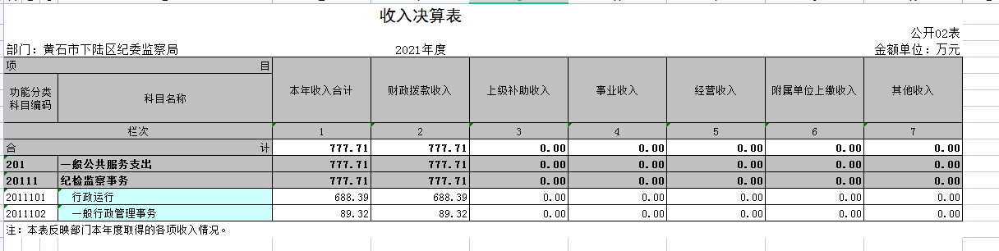 收入决算表
公开02表
部门：黄石市下陆区纪委监察局 2021年度 金额单位：万元
项 目 本年收入合计 财政拨款收入 上级补助收入 事业收入 经营收入 附属单位上缴收入 其他收入
功能分类科目编码 科目名称
栏次 1 2 3 4 5 6 7
合 计 777.71 777.71 0.00 0.00 0.00 0.00 0.00
201 一般公共服务支出 777.71 777.71 0.00 0.00 0.00 0.00 0.00
20111 纪检监察事务 777.71 777.71 0.00 0.00 0.00 0.00 0.00
2011101 行政运行 688.39 688.39 0.00 0.00 0.00 0.00 0.00
2011102 一般行政管理事务 89.32 89.32 0.00 0.00 0.00 0.00 0.00
注：本表反映部门本年度取得的各项收入情况。